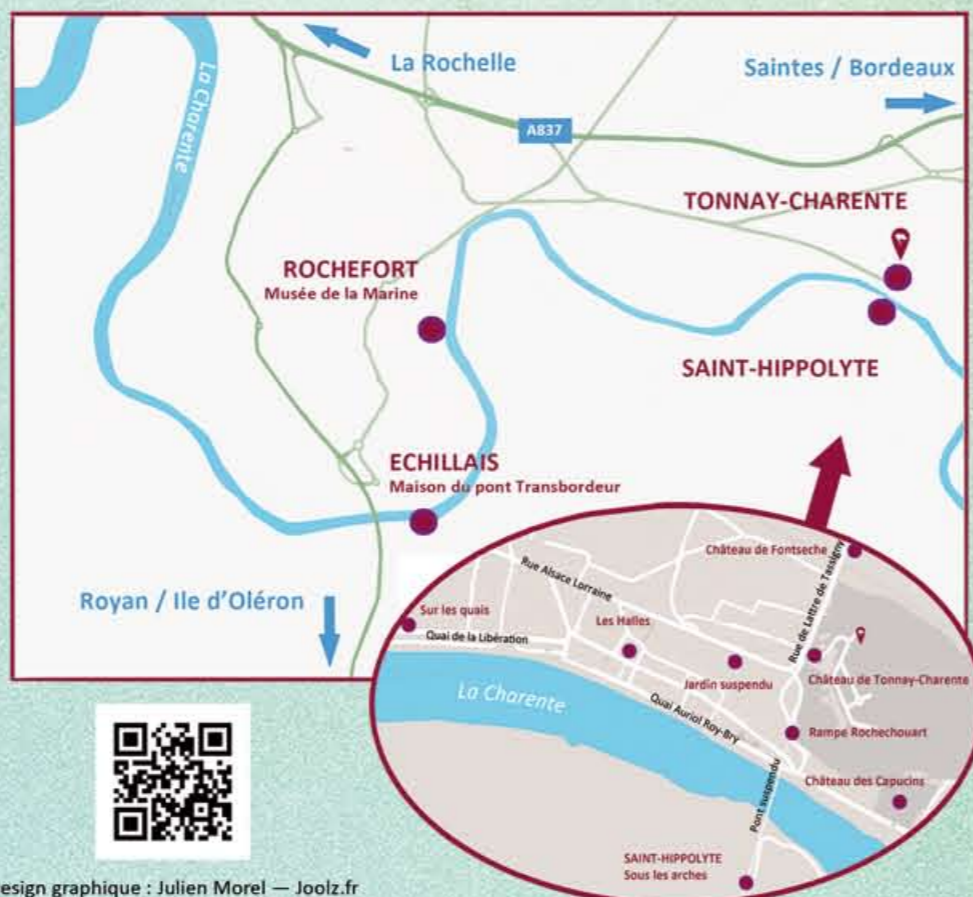 La Charente
La Rochelle
Saintes / Bordeaux
A837
TONNAY-CHARENTE
ROCHEFORT
Musée de la Marine
SAINT-HIPPOLYTE
ECHILLAIS
Maison du pont Transbordeur
Royan / Ile d'Oléron
Château de Fontseche
Rue Alsace Lorraine
Rue de Lattre de Tassigny
Sur les quais
Les Halles
Quai de la Libération
Château de Tonnay-Charente
Jardin suspendu
La Charente
Quai Auriol Roy-Bry
Rampe Rochechouart
Château des Capucins
Pont suspendu
SAINT-HIPPOLYTE
Sous les arches
esign graphique : Julien Morel — Joolz.fr